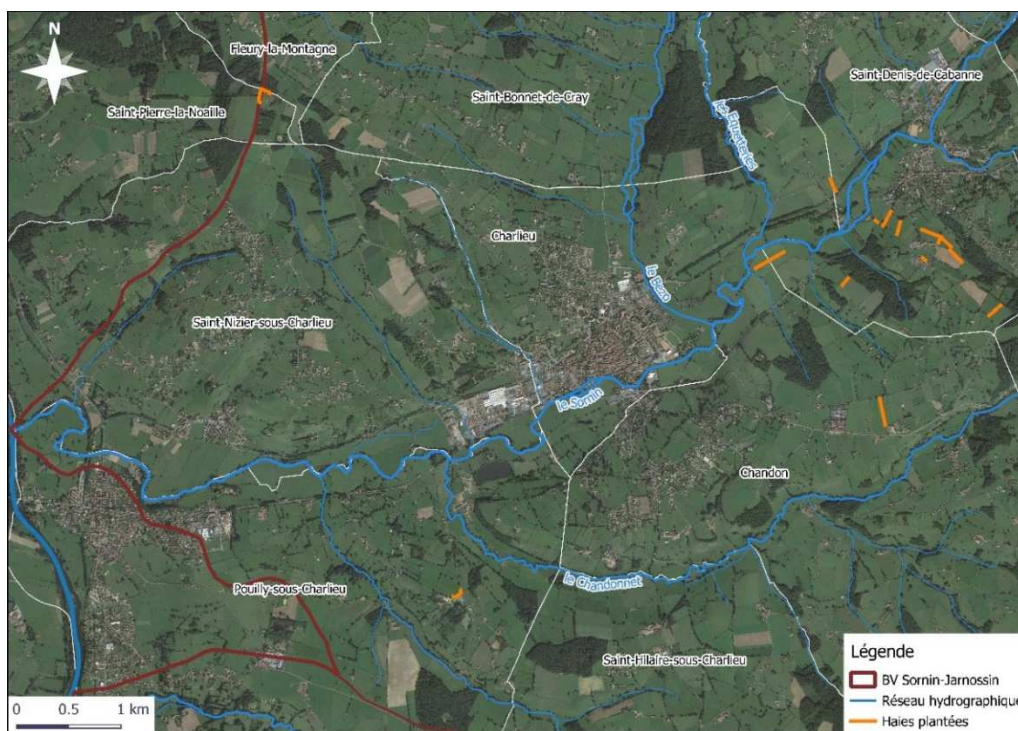 N
Fleury-la-Montagne
Saint-Denis-de-Cabanne
Saint-Pierre-la-Noaille
Saint-Bonnet-de-Cray
les Equetteries
Charlieu
le Bézo
Saint-Nizier-sous-Charlieu
le Sornin
Chandon
le Chandonnet
Pouilly-sous-Charlieu
Saint-Hilaire-sous-Charlieu
Légende
BV Sornin-Jarnossin
Réseau hydrographique
Haies plantées
0 0.5 1 km